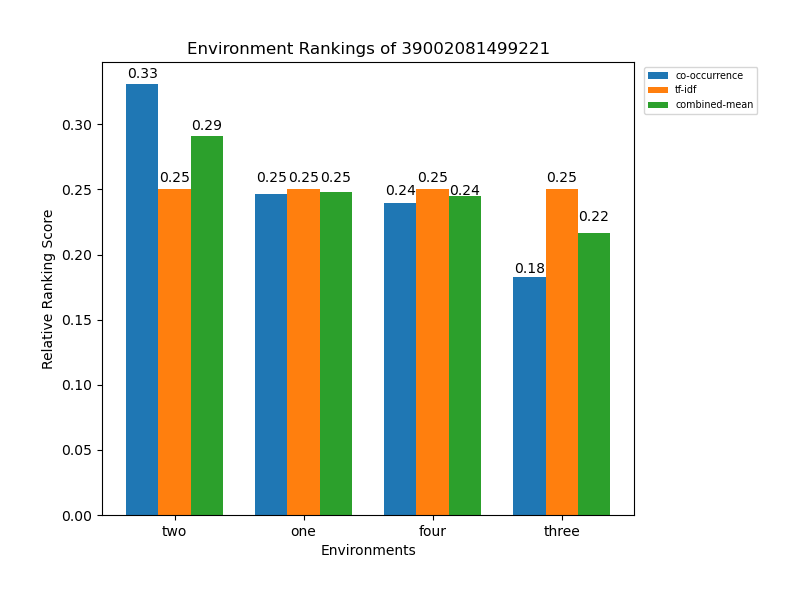 Environment Rankings of 39002081499221
co-occurrence
tf-idf
combined-mean
0.33
0.25
0.29
0.25
0.25
0.25
0.24
0.25
0.24
0.18
0.25
0.22
Relative Ranking Score
0.30
0.25
0.20
0.15
0.10
0.05
0.00
two
one
four
three
Environments